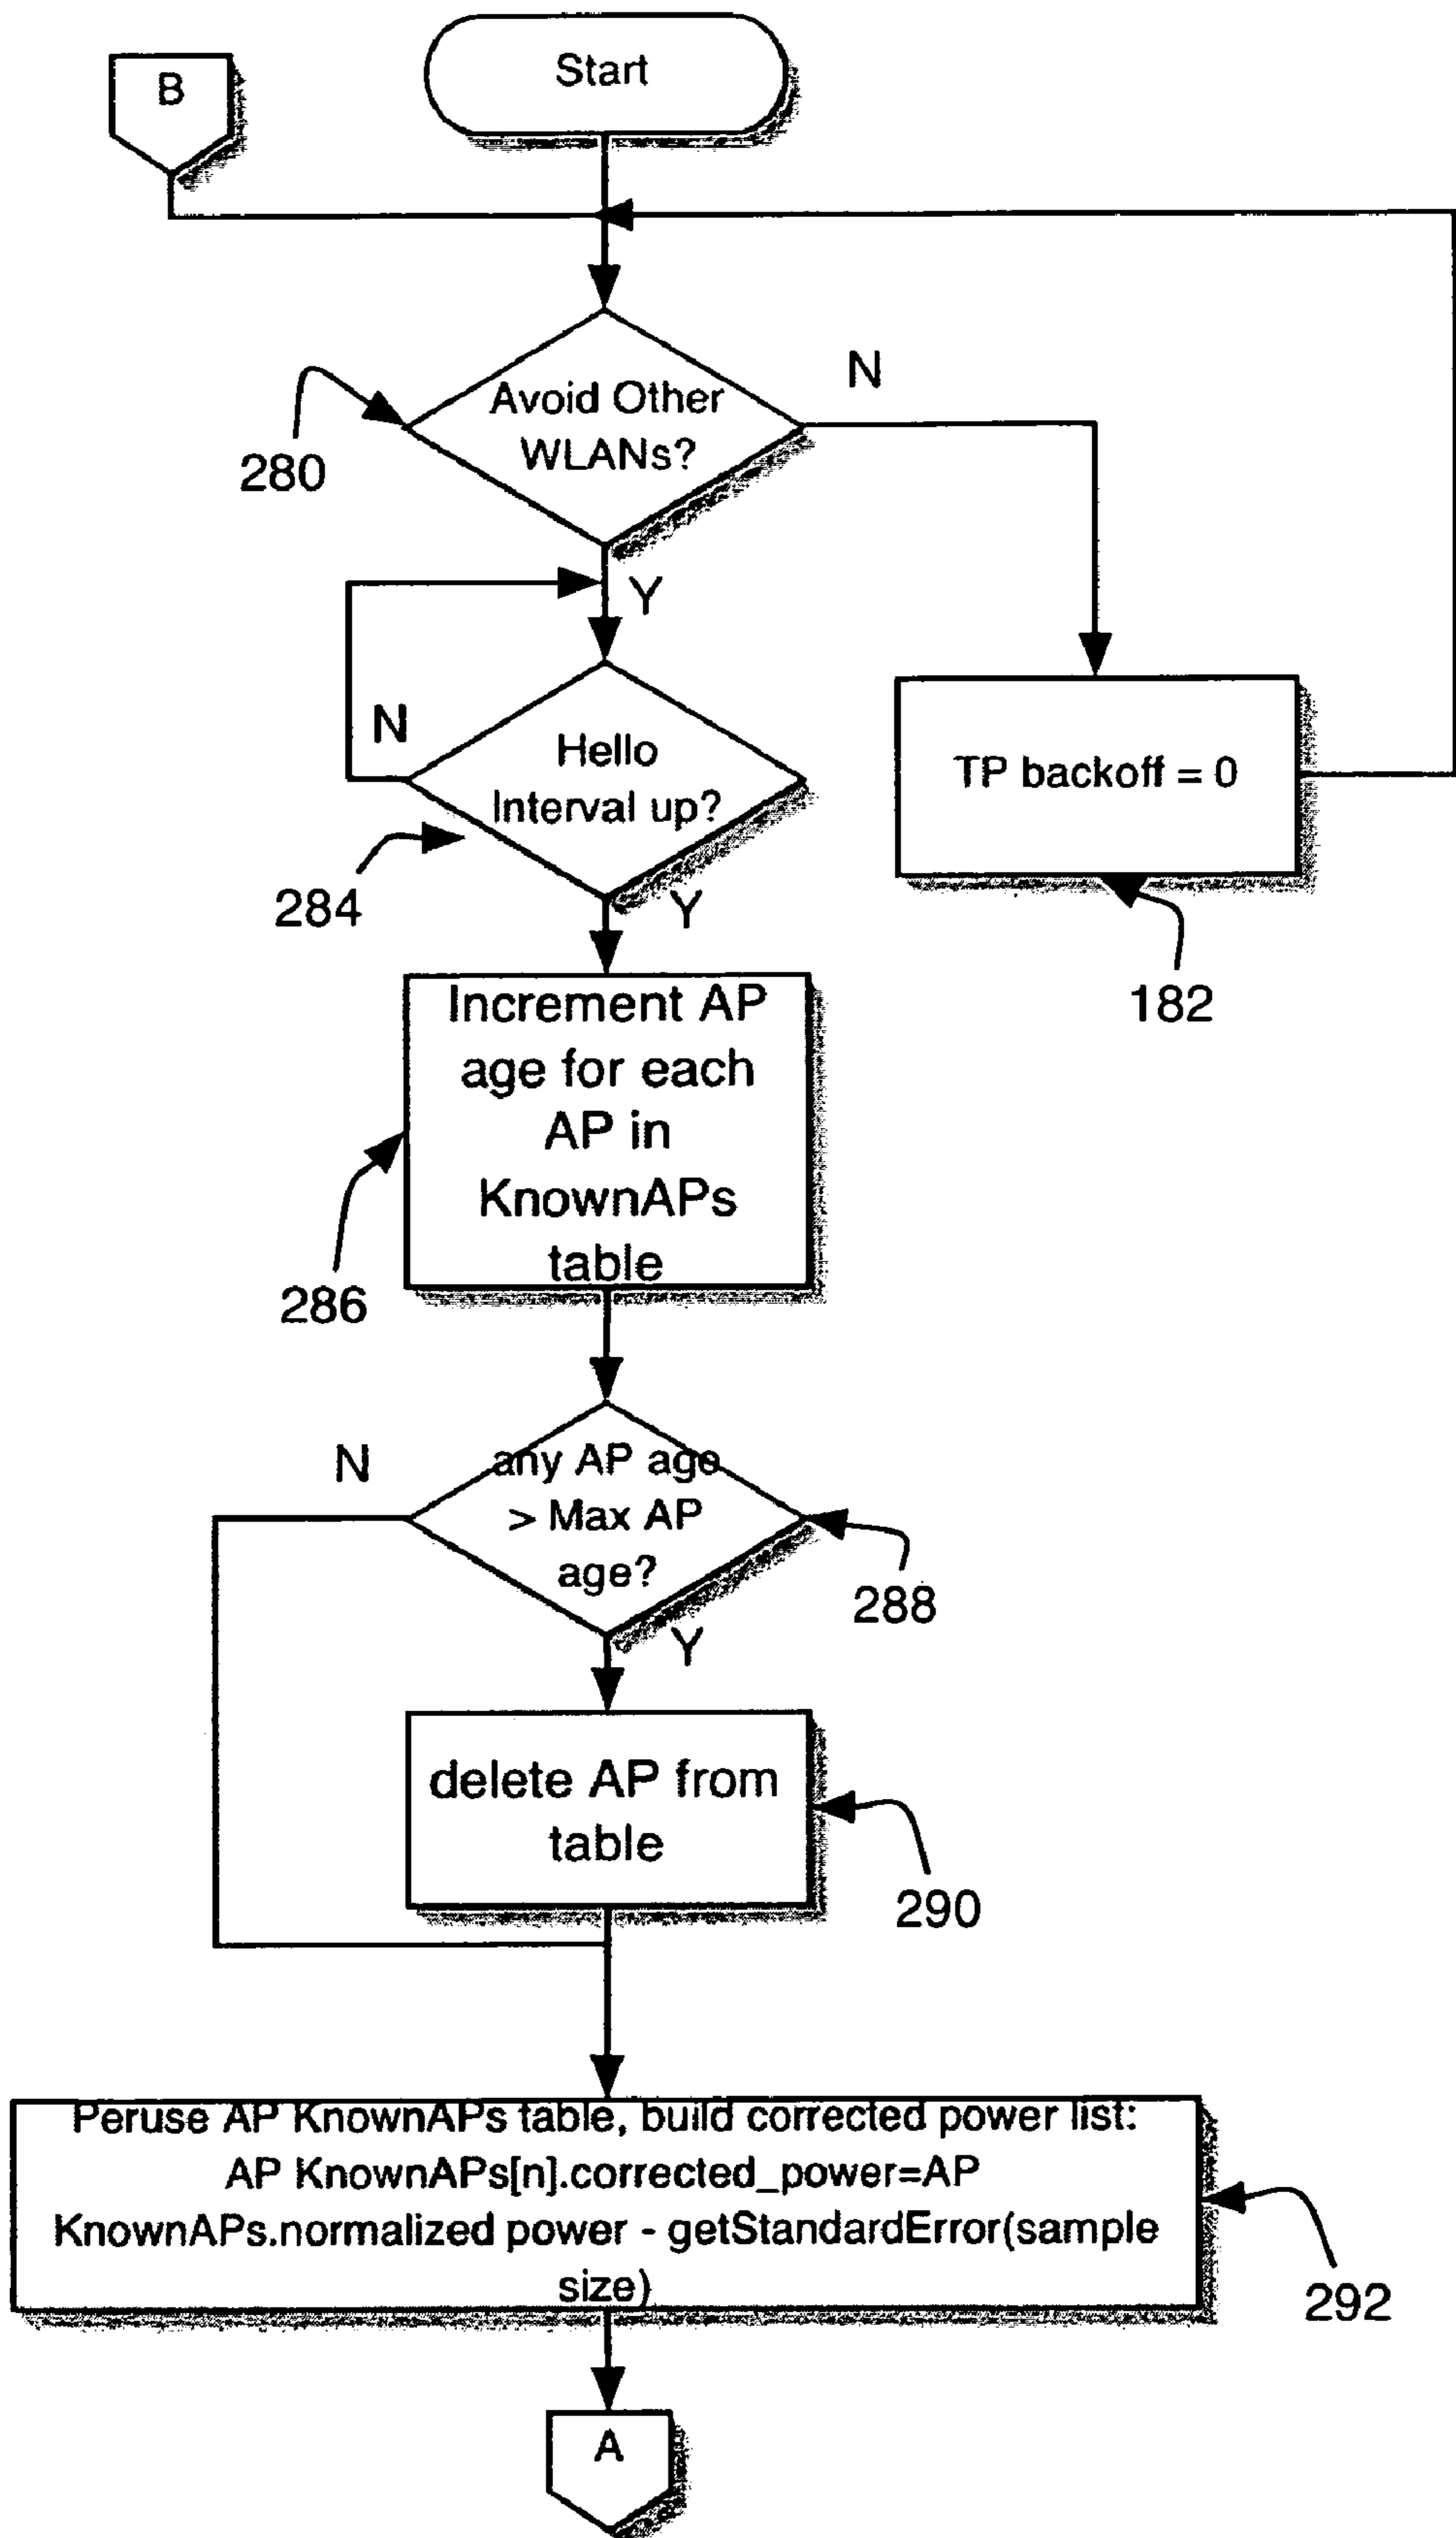 B
Start
Avoid Other
WLANs?
N
280
Y
N
Hello
Interval up?
TP backoff = 0
284
Y
182
Increment AP
age for each
AP in
KnownAPs
table
286
N
any AP age
> Max AP
age?
288
Y
delete AP from
table
290
Peruse AP KnownAPs table, build corrected power list:
AP KnownAPs[n].corrected_power=AP
KnownAPs.normalized power - getStandardError(sample
size)
292
A